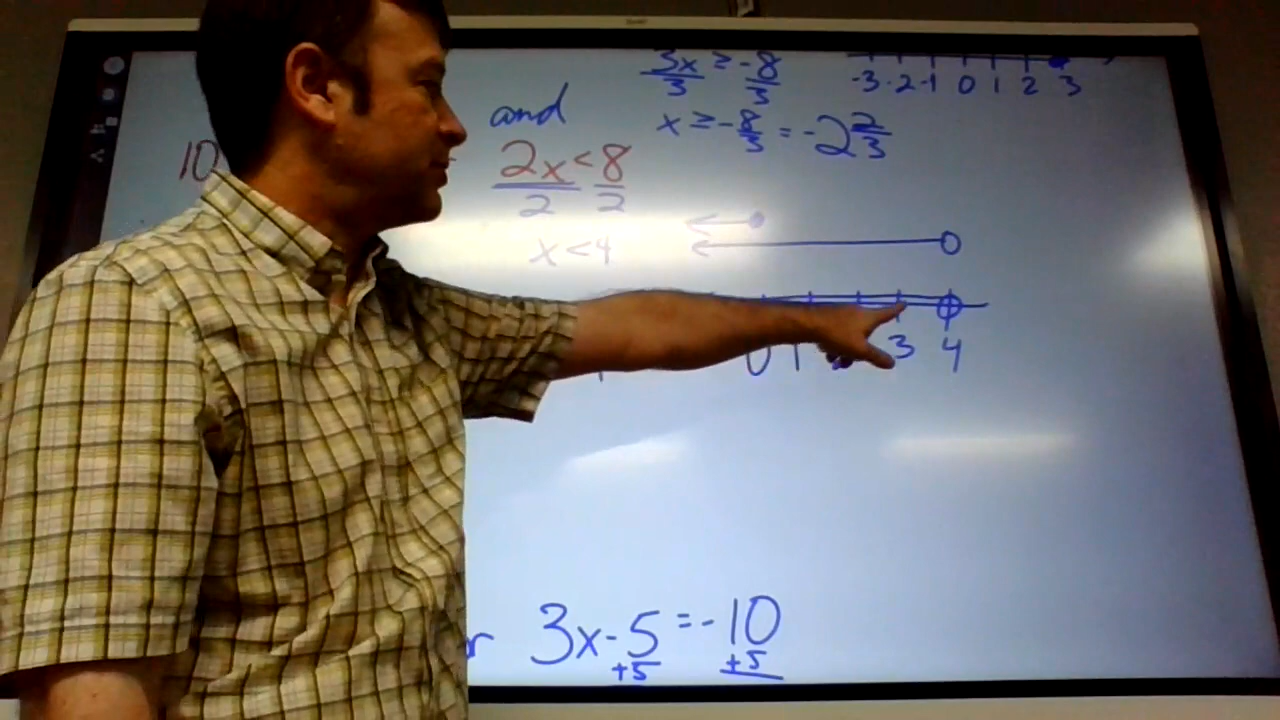 3x ≥ -8
3 3
-3 -2 -1 0 1 2 3
x ≥ -8/3 = -2 2/3
and
10
2x < 8
2 2
x < 4
0 1 3 4
r 3x - 5 = -10
+5 +5